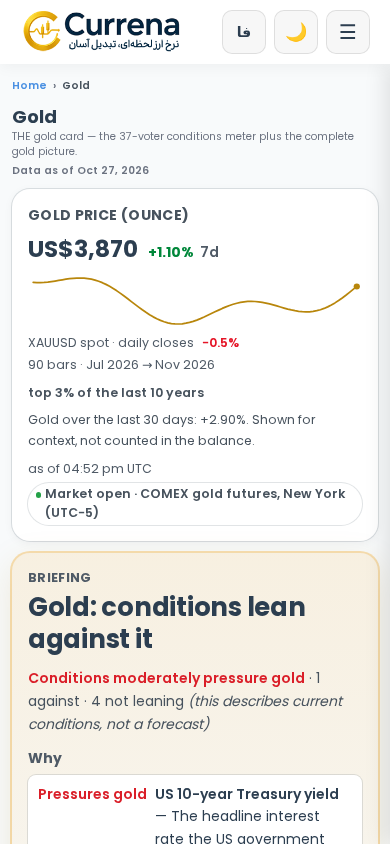 Currena
نرخ ارز لحظه‌ای، تبدیل آسان
فا
Home › Gold
Gold
THE gold card — the 37-voter conditions meter plus the complete
gold picture.
Data as of Oct 27, 2026
GOLD PRICE (OUNCE)
US$3,870 +1.10% 7d
XAUUSD spot · daily closes -0.5%
90 bars · Jul 2026 → Nov 2026
top 3% of the last 10 years
Gold over the last 30 days: +2.90%. Shown for
context, not counted in the balance.
as of 04:52 pm UTC
Market open · COMEX gold futures, New York
(UTC-5)
BRIEFING
Gold: conditions lean
against it
Conditions moderately pressure gold · 1
against · 4 not leaning (this describes current
conditions, not a forecast)
Why
Pressures gold US 10-year Treasury yield
— The headline interest
rate the US government